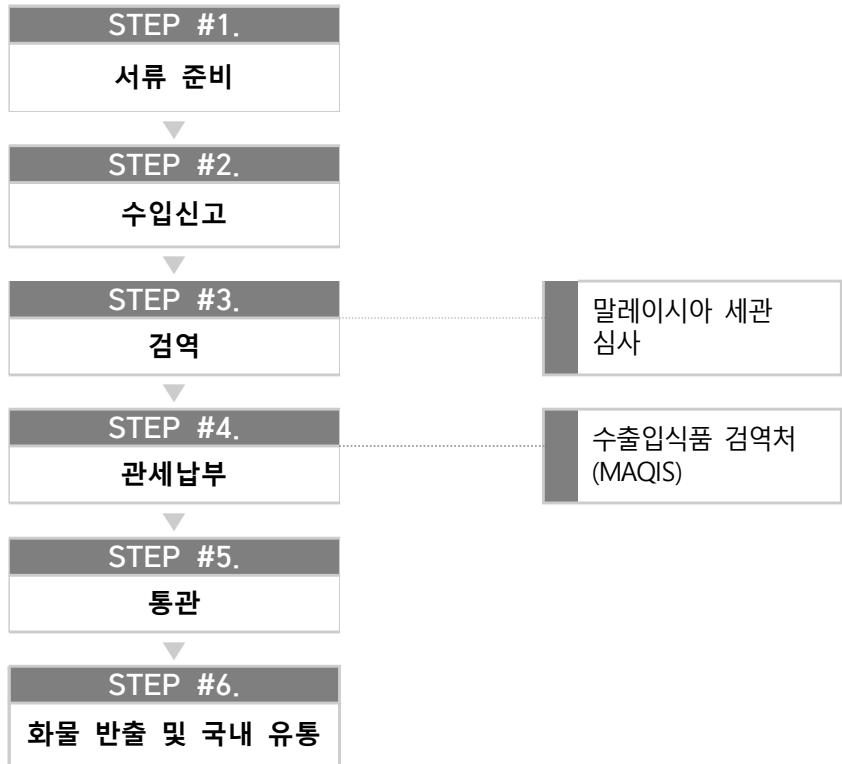 STEP #1.
서류 준비
STEP #2.
수입신고
STEP #3.
검역
말레이시아 세관
심사
STEP #4.
관세납부
수출입식품 검역처
(MAQIS)
STEP #5.
통관
STEP #6.
화물 반출 및 국내 유통